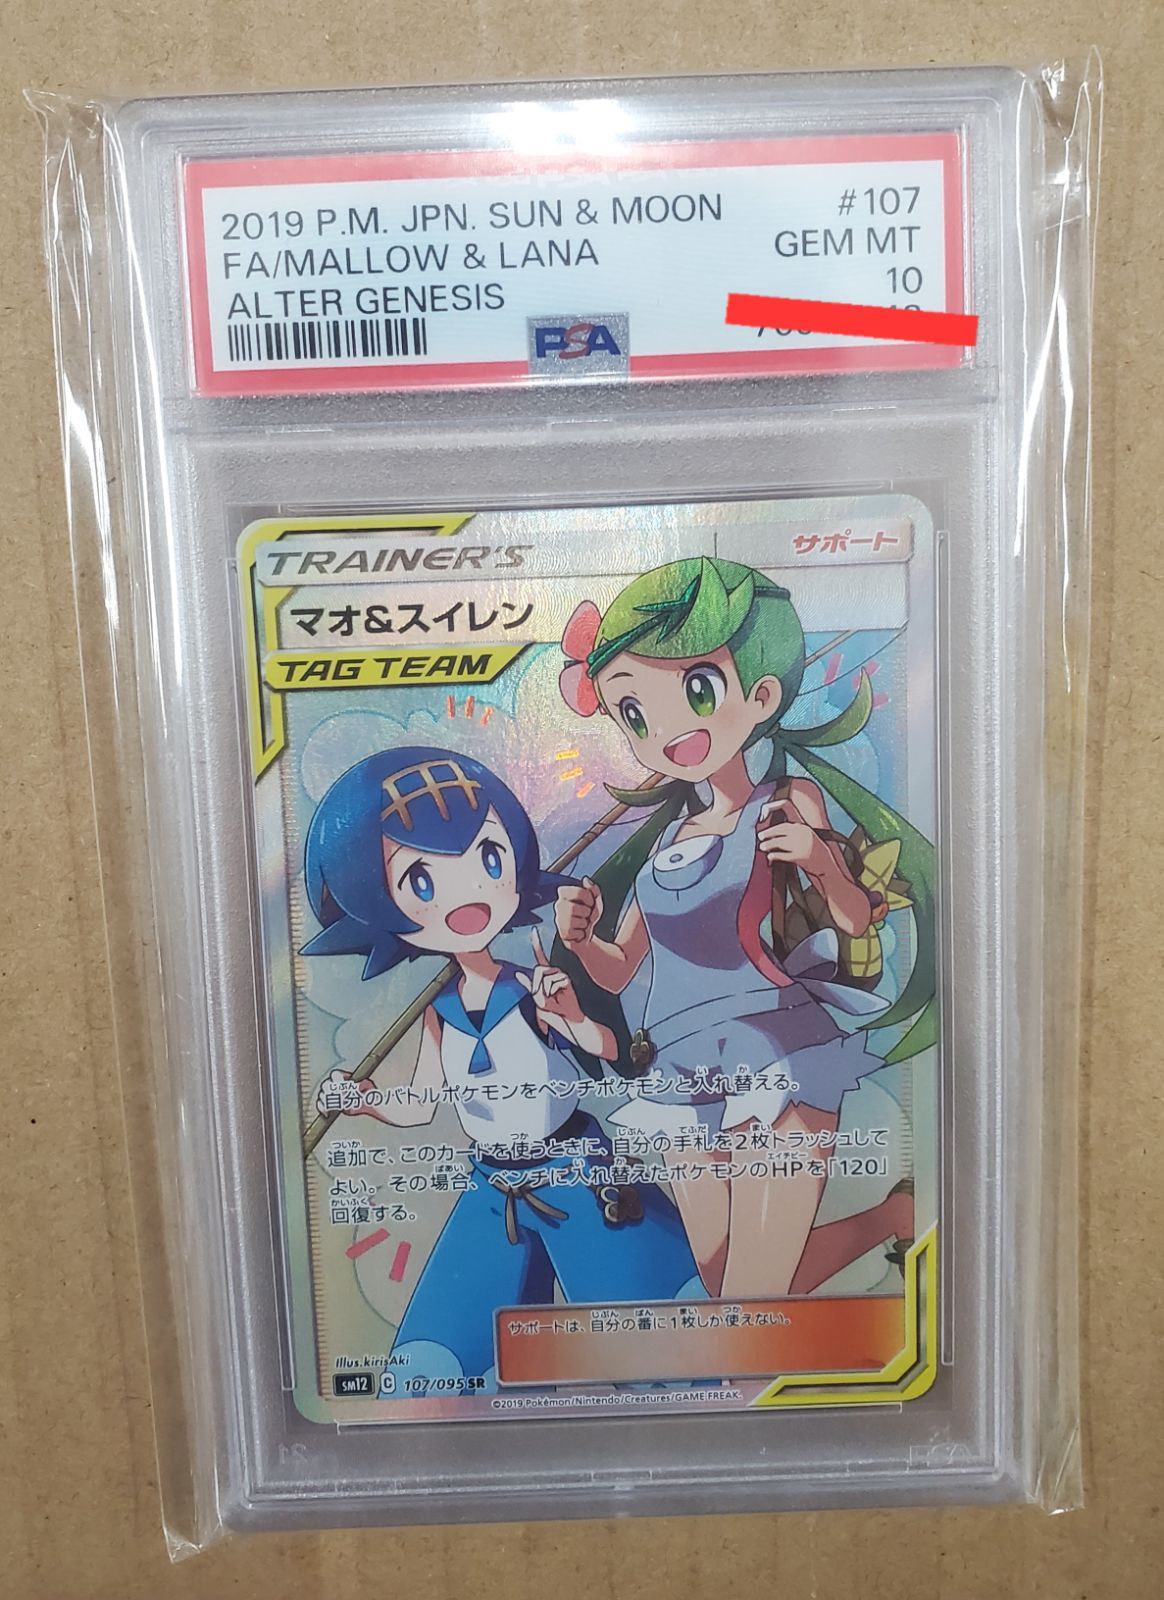 2019 P.M. JPN. SUN & MOON #107
FA/MALLOW & LANA GEM MT
ALTER GENESIS 10
PSA
TRAINER'S サポート
マオ&スイレン
TAG TEAM
自分のバトルポケモンをベンチポケモンと入れ替える。
追加で、このカードを使うときに、自分の手札を2枚トラッシュして
よい。その場合、ベンチに入れ替えたポケモンのHPを「120」
回復する。
サポートは、自分の番に1枚しか使えない。
Illus.kirisAki
sm12 C 107/095 SR
©2019 Pokémon/Nintendo/Creatures/GAME FREAK.